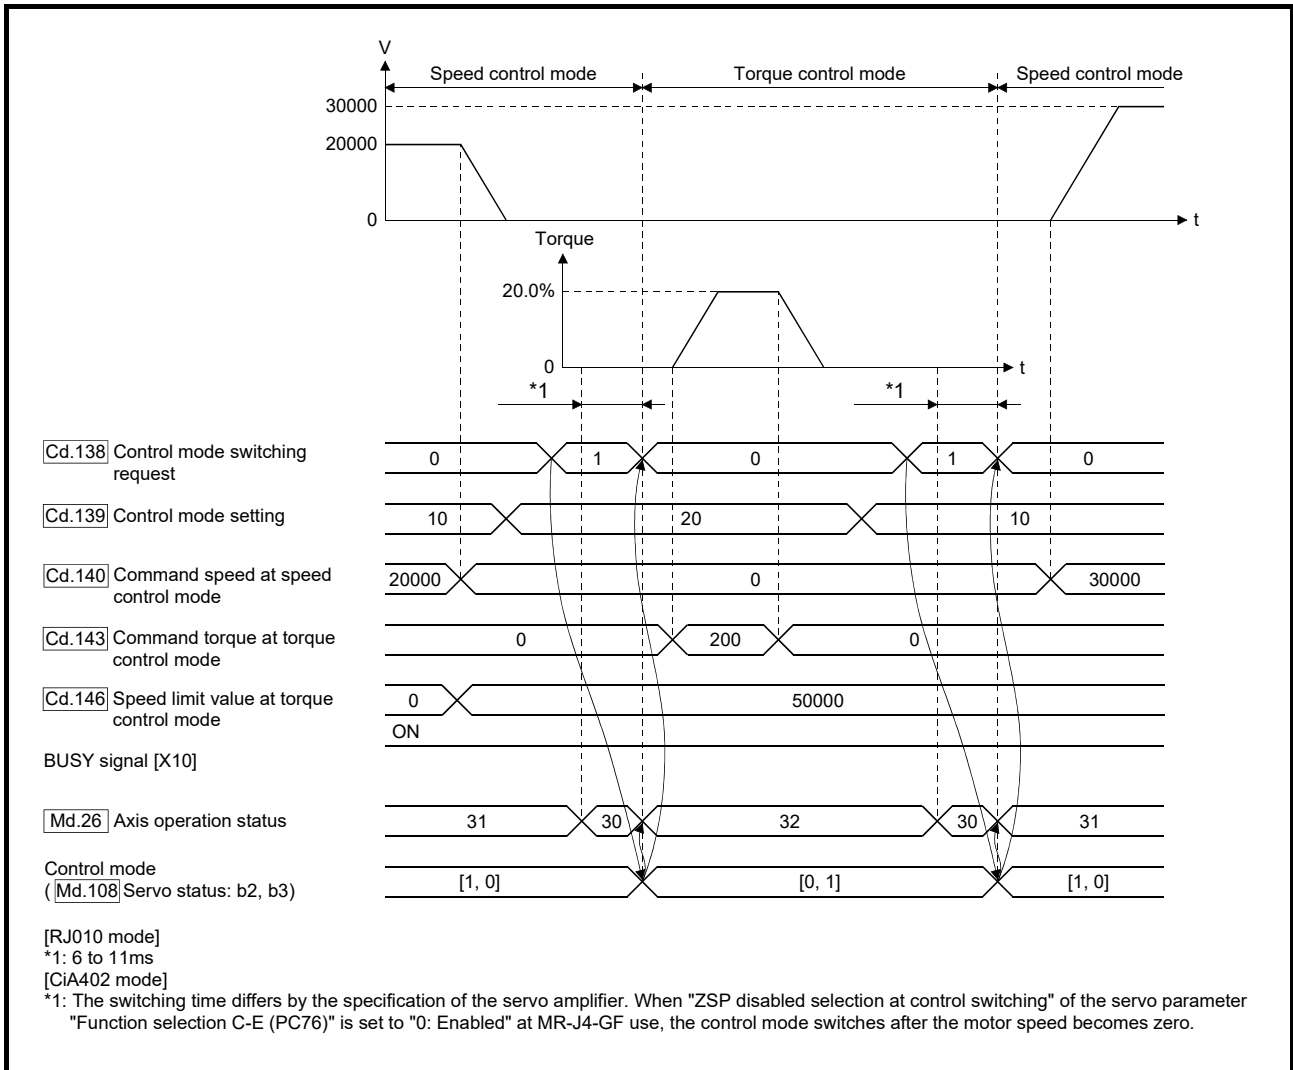 V
Speed control mode
Torque control mode
Speed control mode
30000
20000
0
t
Torque
20.0%
0
t
*1
*1
Cd.138 Control mode switching
request
0
1
0
1
0
Cd.139 Control mode setting
10
20
10
Cd.140 Command speed at speed
control mode
20000
0
30000
Cd.143 Command torque at torque
control mode
0
200
0
Cd.146 Speed limit value at torque
control mode
0
50000
ON
BUSY signal [X10]
Md.26 Axis operation status
31
30
32
30
31
Control mode
( Md.108 Servo status: b2, b3)
[1, 0]
[0, 1]
[1, 0]
[RJ010 mode]
*1: 6 to 11ms
[CiA402 mode]
*1: The switching time differs by the specification of the servo amplifier. When "ZSP disabled selection at control switching" of the servo parameter
"Function selection C-E (PC76)" is set to "0: Enabled" at MR-J4-GF use, the control mode switches after the motor speed becomes zero.